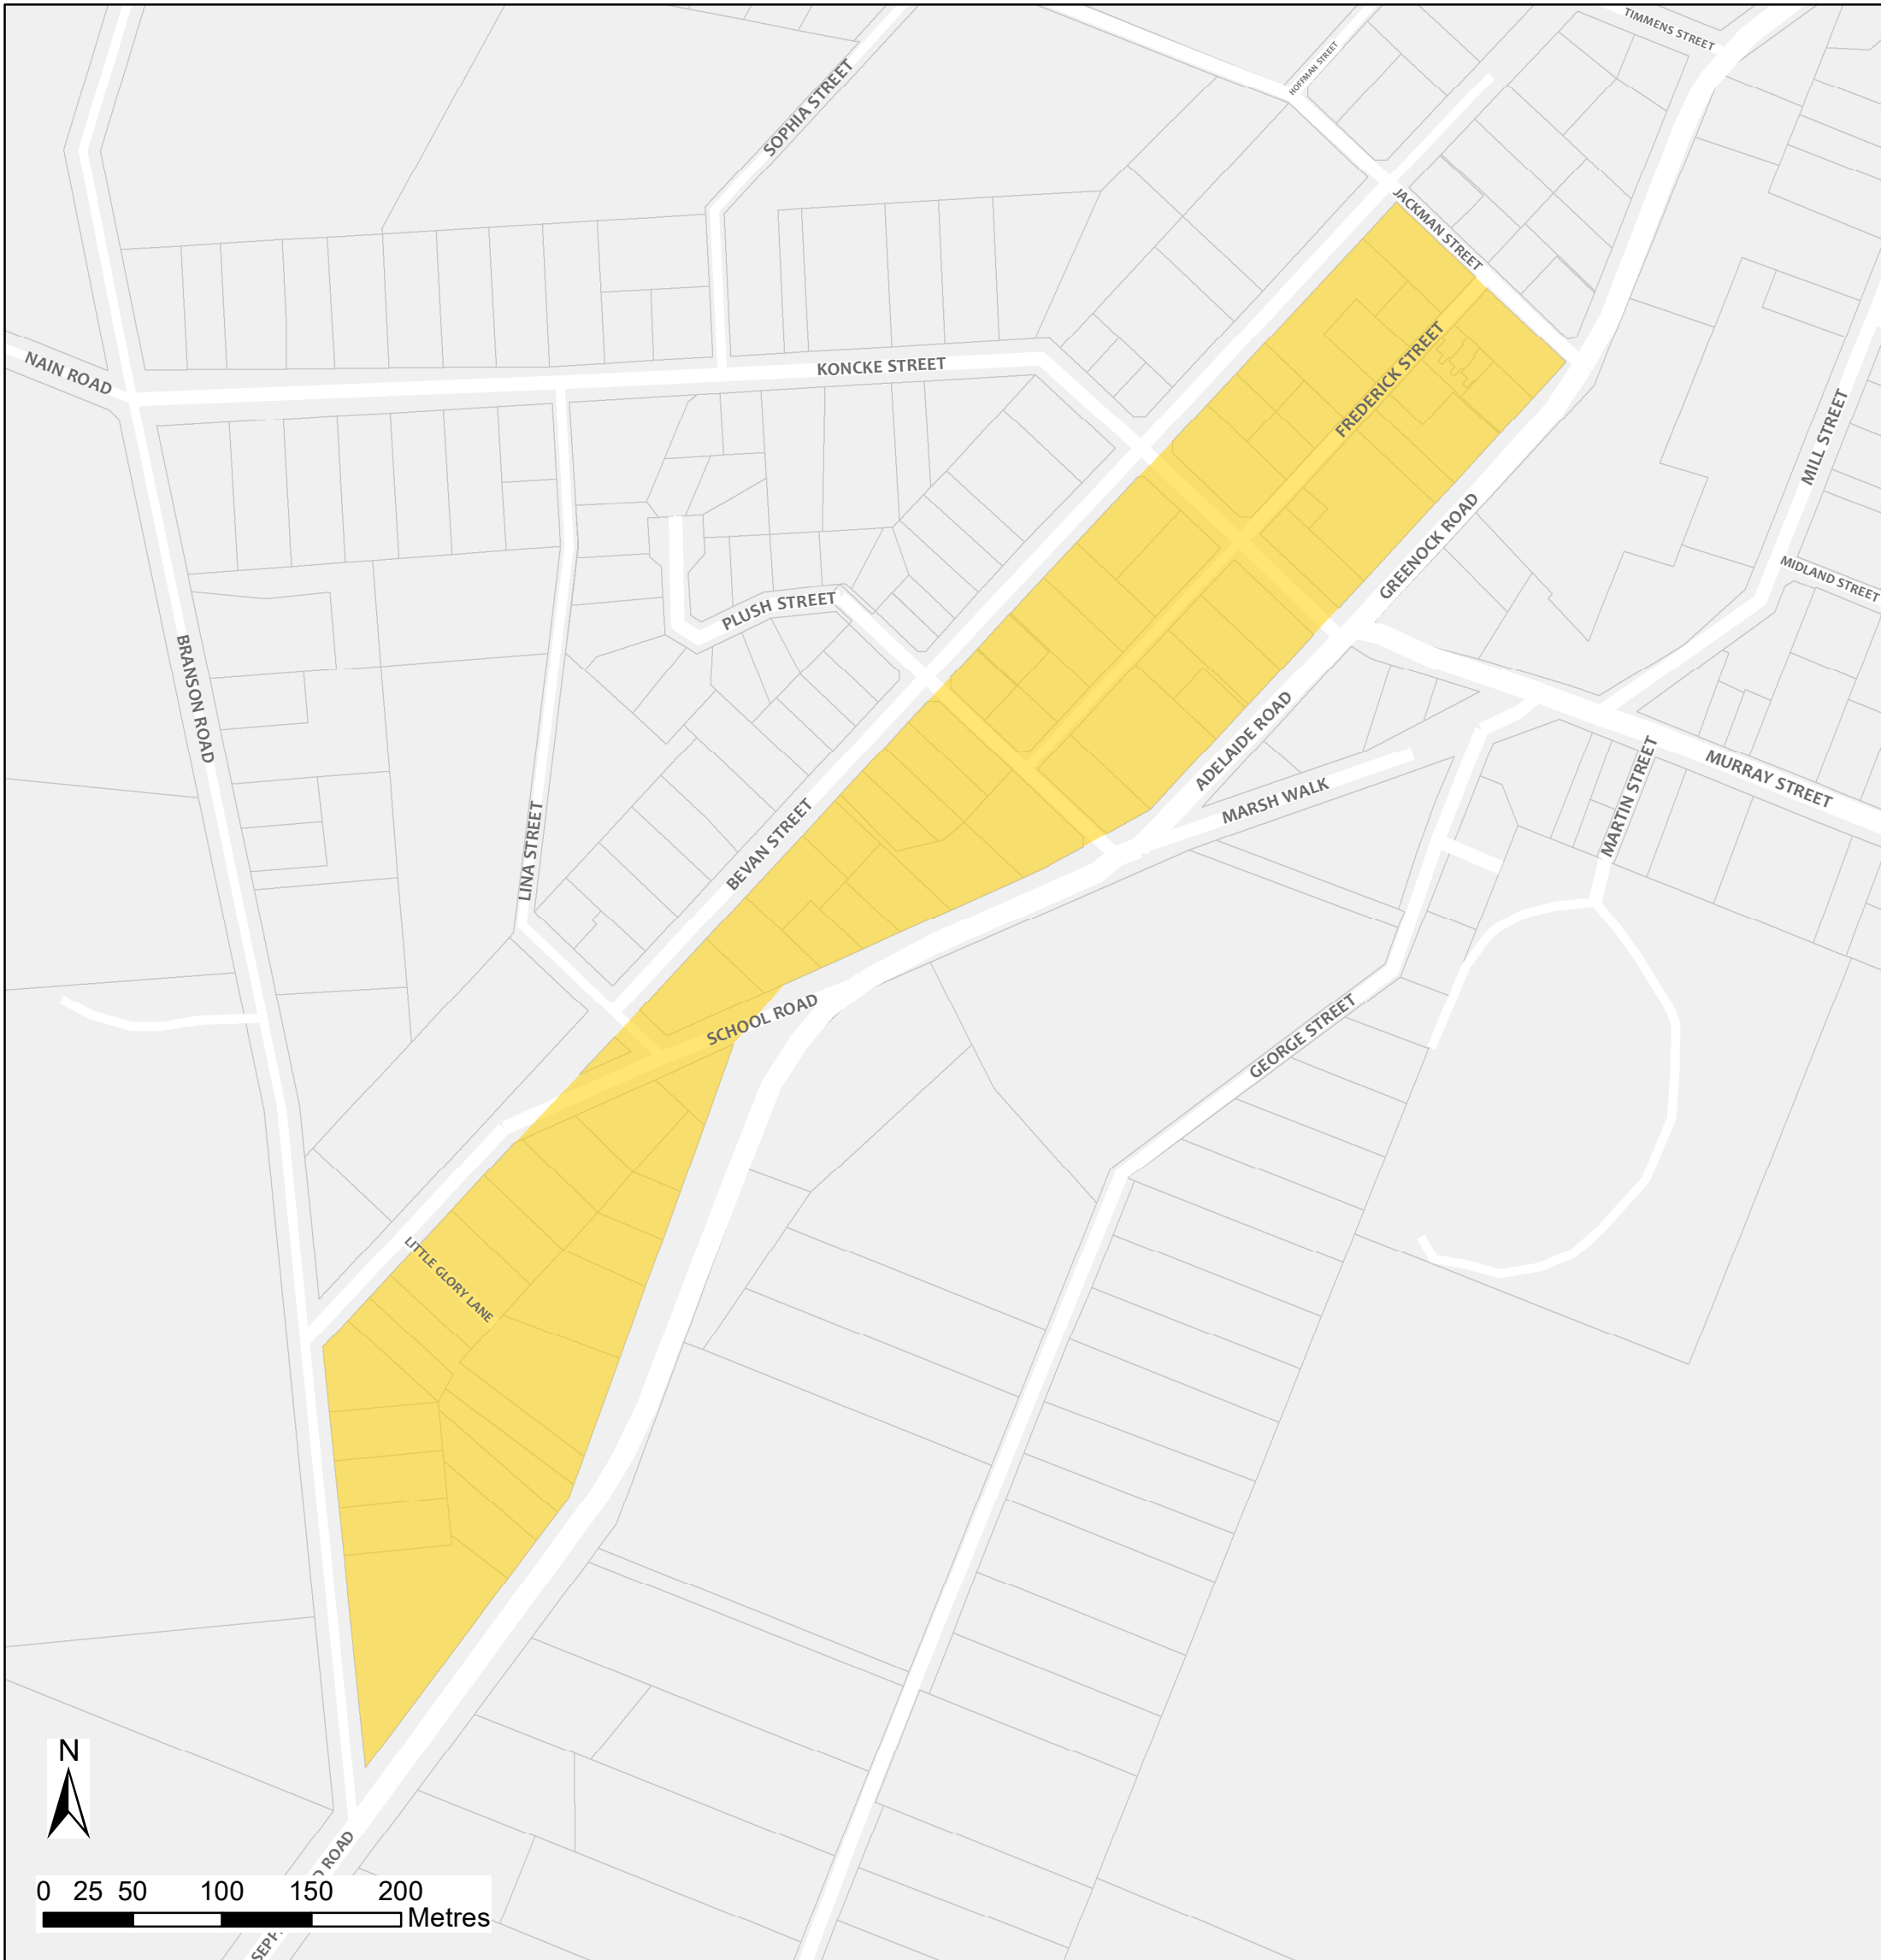 TIMMENS STREET
HOFFMAN STREET
SOPHIA STREET
JACKMAN STREET
NAIN ROAD
KONCKE STREET
FREDERICK STREET
MILL STREET
GREENOCK ROAD
MIDLAND STREET
PLUSH STREET
BRANSON ROAD
ADELAIDE ROAD
MARSH WALK
MURRAY STREET
MARTIN STREET
LINA STREET
BEVAN STREET
SCHOOL ROAD
GEORGE STREET
LITTLE GLORY LANE
N
ROAD
0 25 50 100 150 200
Metres